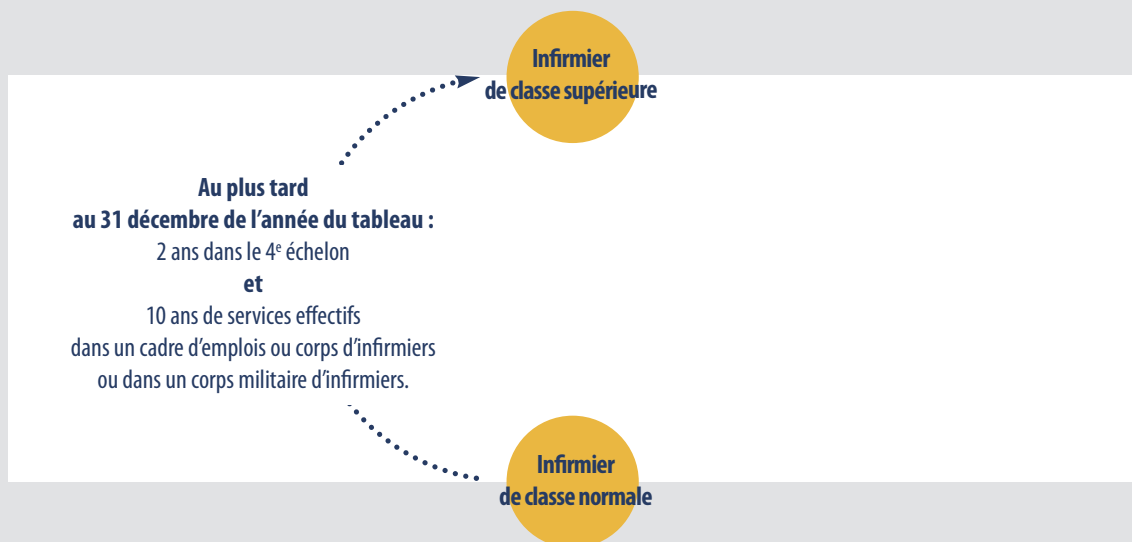 Infirmier
de classe supérieure
Au plus tard
au 31 décembre de l’année du tableau :
2 ans dans le 4e échelon
et
10 ans de services effectifs
dans un cadre d’emplois ou corps d’infirmiers
ou dans un corps militaire d’infirmiers.
Infirmier
de classe normale